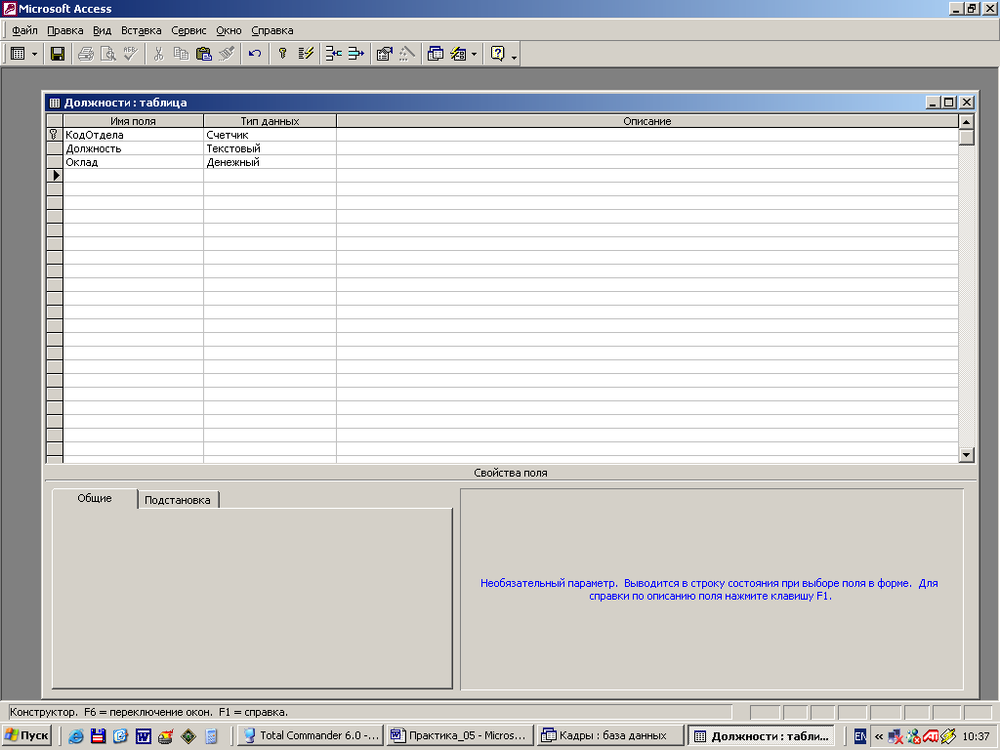 Microsoft Access
Файл Правка Вид Вставка Сервис Окно Справка
Должности : таблица
Имя поля Тип данных Описание
КодОтдела Счетчик
Должность Текстовый
Оклад Денежный
Свойства поля
Общие Подстановка
Необязательный параметр. Выводится в строку состояния при выборе поля в форме. Для
справки по описанию поля нажмите клавишу F1.
Конструктор. F6 = переключение окон. F1 = справка.
Пуск Total Commander 6.0 -... Практика_05 - Micros... Кадры : база данных Должности : табли... EN « 10:37